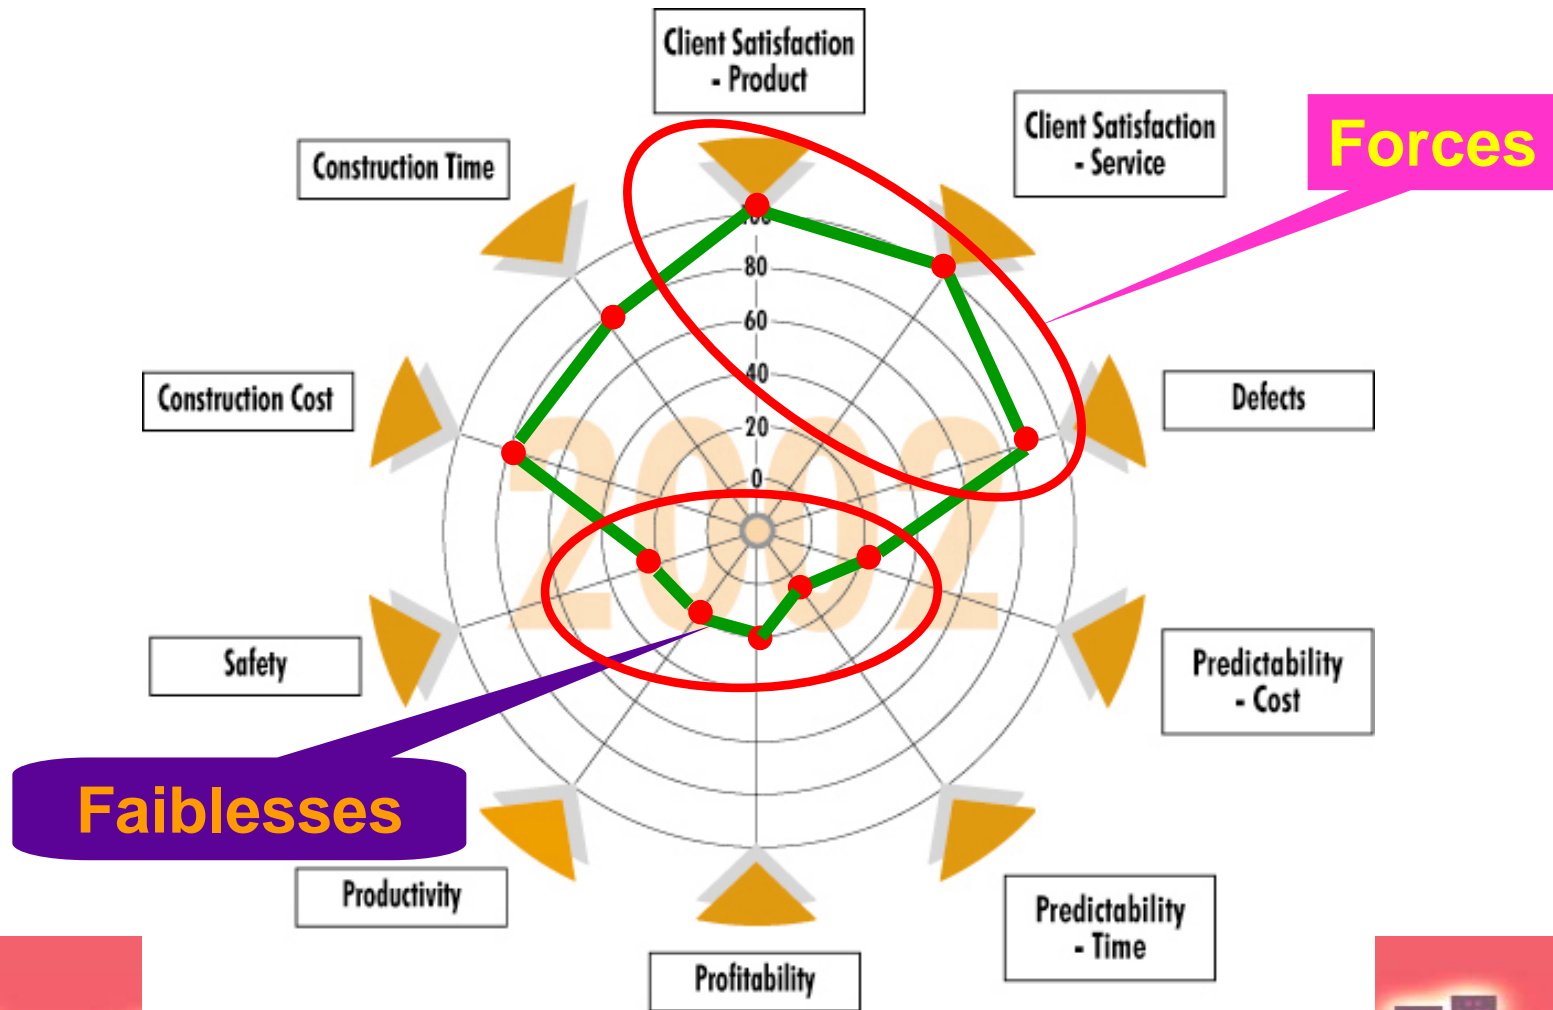 Client Satisfaction
- Product
Client Satisfaction
- Service
Forces
Construction Time
100
80
60
40
20
0
Construction Cost
Defects
2002
Safety
Predictability
- Cost
Faiblesses
Productivity
Predictability
- Time
Profitability